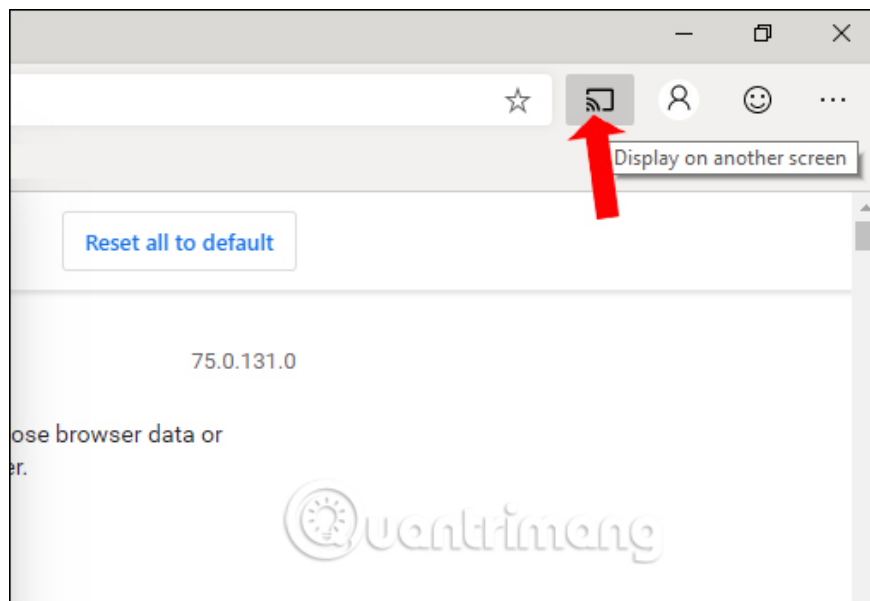 Display on another screen
Reset all to default
75.0.131.0
ose browser data or
er.
Quantrimang